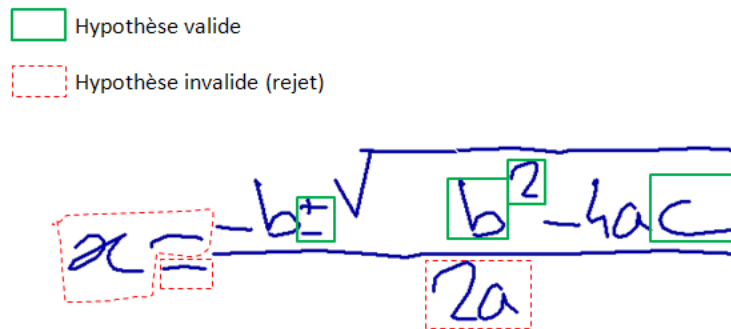 Hypothèse valide
Hypothèse invalide (rejet)
x = -b ± √ b² - 4ac
2a